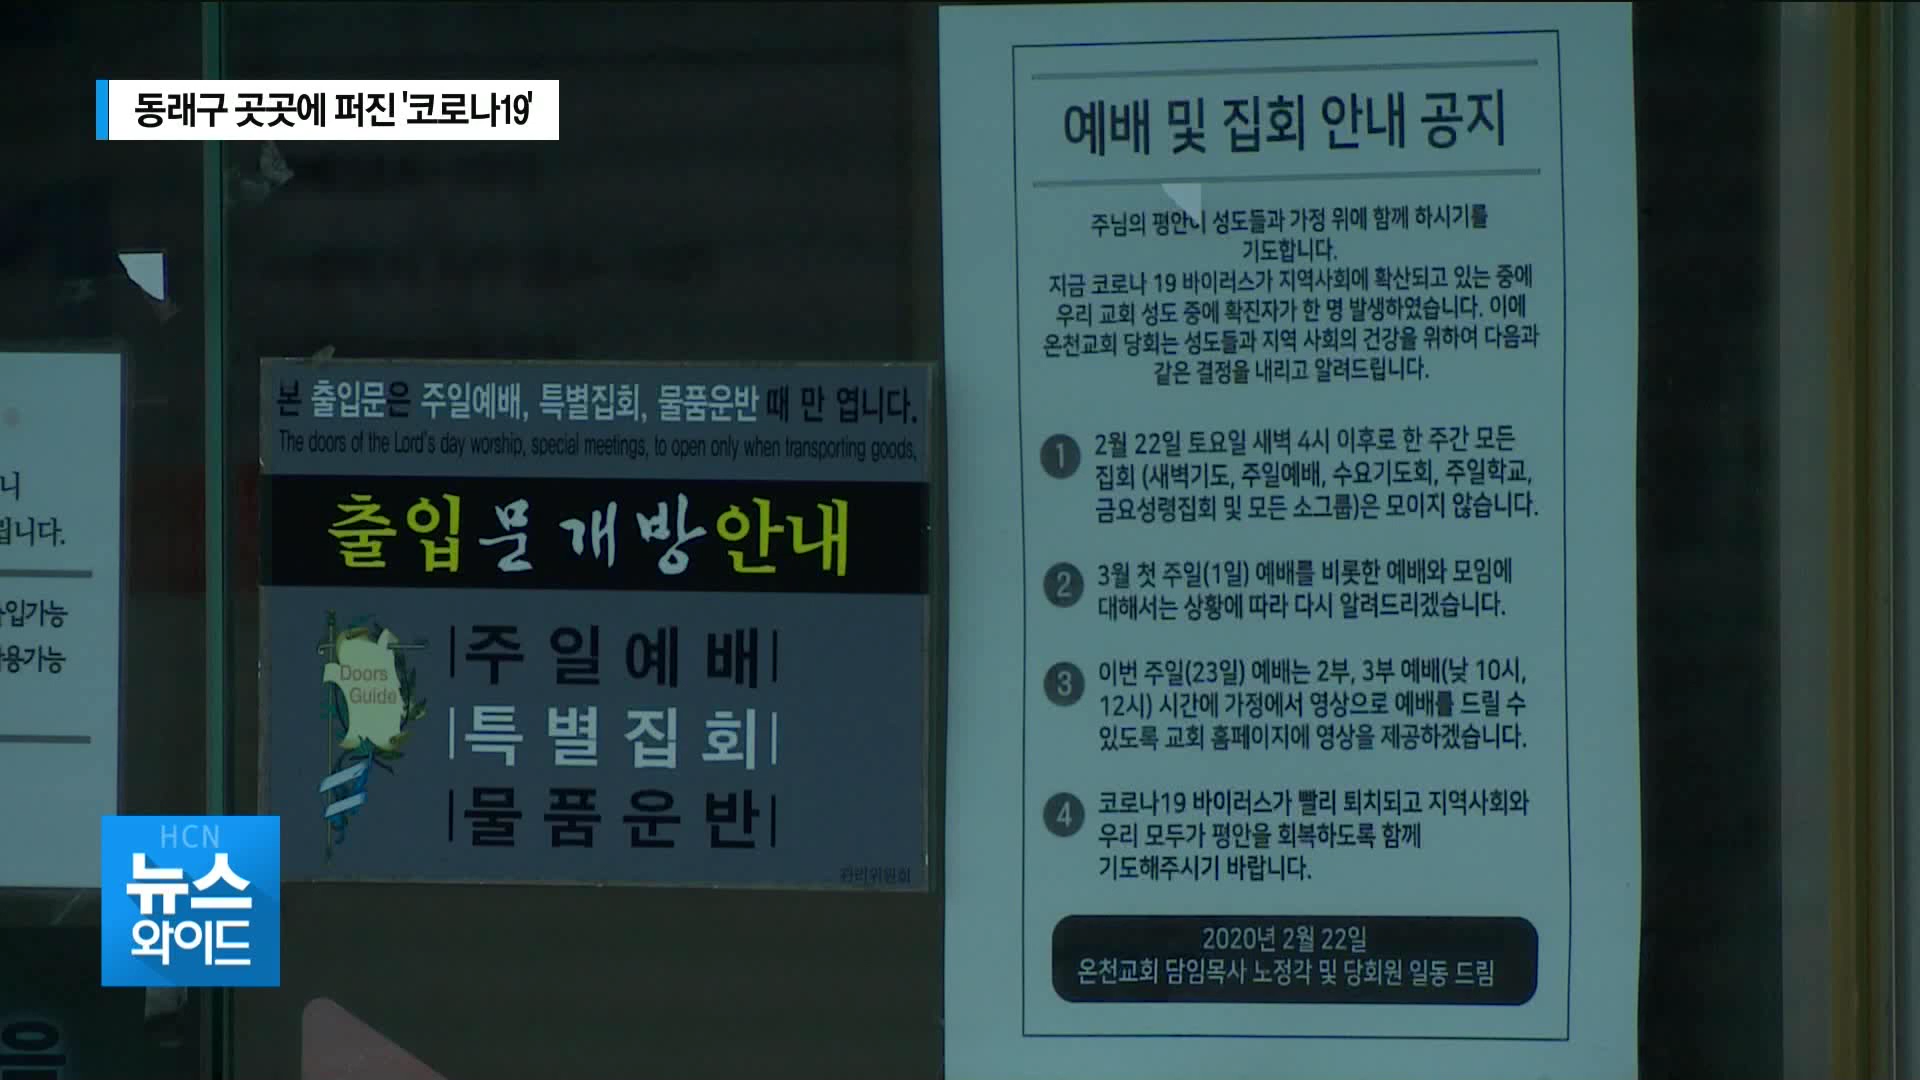 동래구 곳곳에 퍼진 '코로나19'
예배 및 집회 안내 공지
주님의 평안이 성도들과 가정 위에 함께 하시기를
기도합니다.
지금 코로나 19 바이러스가 지역사회에 확산되고 있는 중에
우리 교회 성도 중에 확진자가 한 명 발생하였습니다. 이에
온천교회 당회는 성도들과 지역 사회의 건강을 위하여 다음과
같은 결정을 내리고 알려드립니다.
1 2월 22일 토요일 새벽 4시 이후로 한 주간 모든
집회 (새벽기도, 주일예배, 수요기도회, 주일학교,
금요성령집회 및 모든 소그룹)은 모이지 않습니다.
2 3월 첫 주일(1일) 예배를 비롯한 예배와 모임에
대해서는 상황에 따라 다시 알려드리겠습니다.
3 이번 주일(23일) 예배는 2부, 3부 예배(낮 10시,
12시) 시간에 가정에서 영상으로 예배를 드릴 수
있도록 교회 홈페이지에 영상을 제공하겠습니다.
4 코로나19 바이러스가 빨리 퇴치되고 지역사회와
우리 모두가 평안을 회복하도록 함께
기도해주시기 바랍니다.
2020년 2월 22일
온천교회 담임목사 노정각 및 당회원 일동 드림
본 출입문은 주일예배, 특별집회, 물품운반 때 만 엽니다.
The doors of the Lord's day worship, special meetings, to open only when transporting goods,
출입문개방안내
Doors
Guide
|주일예배|
|특별집회|
|물품운반|
관리위원회
니
입가능
용가능
HCN
뉴스
와이드